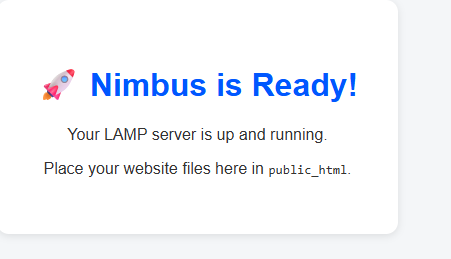 🚀 Nimbus is Ready!
Your LAMP server is up and running.
Place your website files here in public_html.